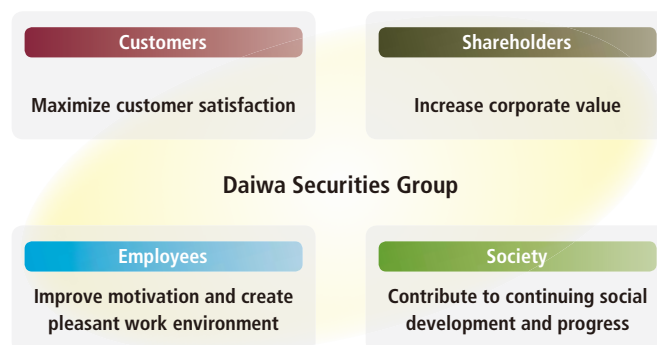 Customers
Maximize customer satisfaction
Shareholders
Increase corporate value
Daiwa Securities Group
Employees
Improve motivation and create
pleasant work environment
Society
Contribute to continuing social
development and progress